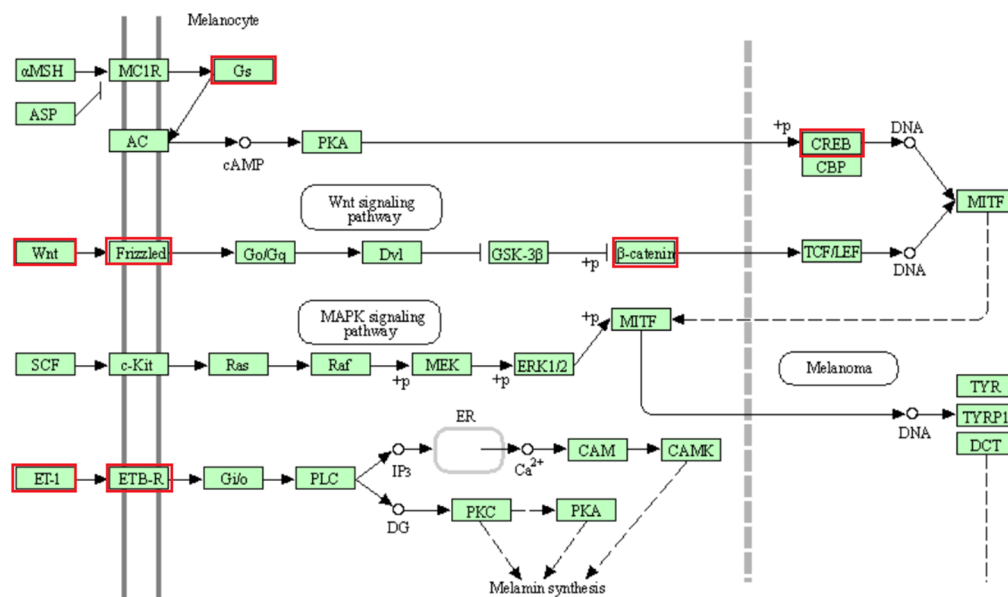 Melanocyte
αMSH
MC1R
Gs
ASP
AC
cAMP
PKA
+p
CREB
CBP
DNA
MITF
Wnt signaling
pathway
Wnt
Frizzled
Go/Gq
Dvl
GSK-3β
+p
β-catenin
TCF/LEF
DNA
MAPK signaling
pathway
+p
MITF
SCF
c-Kit
Ras
Raf
+p
MEK
+p
ERK1/2
Melanoma
TYR
TYRP1
DCT
DNA
ER
ET-1
ETB-R
Gi/o
PLC
IP3
Ca2+
CAM
CAMK
DG
PKC
PKA
Melamin synthesis